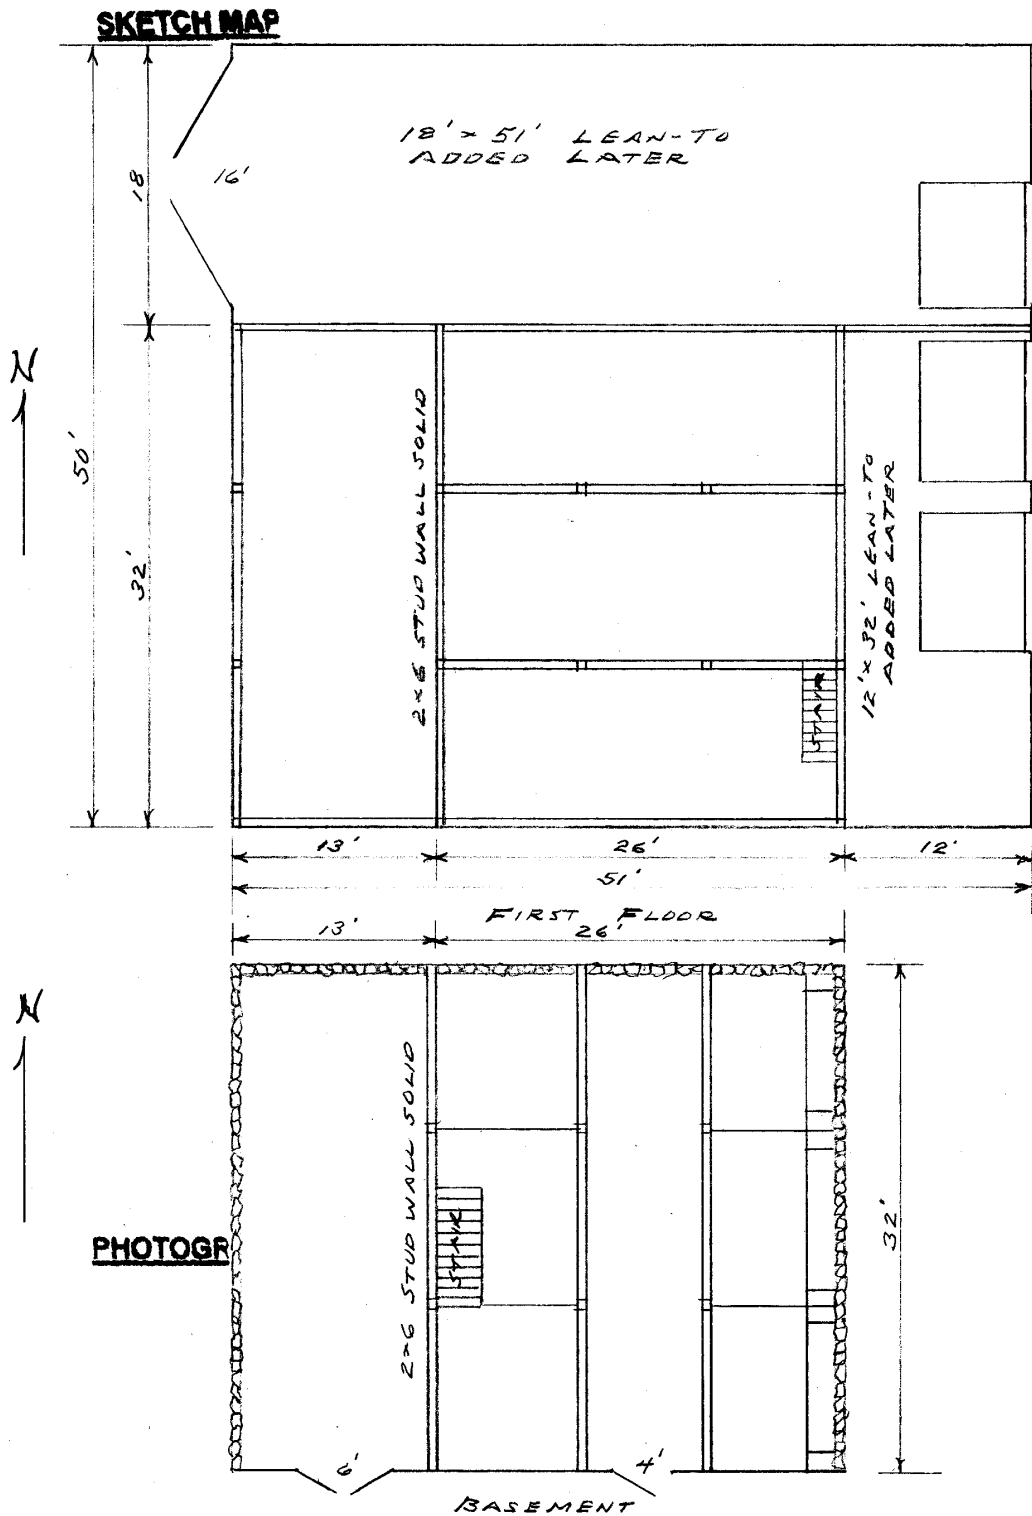 SKETCH MAP
18' x 51' LEAN-TO
ADDED LATER
18
16'
N
50'
32'
2x6 STUD WALL SOLID
12' x 32' LEAN-TO
ADDED LATER
STAIR
13'
26'
12'
51'
FIRST FLOOR
13'
26'
N
2x6 STUD WALL SOLID
STAIR
32'
PHOTOGR
6'
4'
BASEMENT